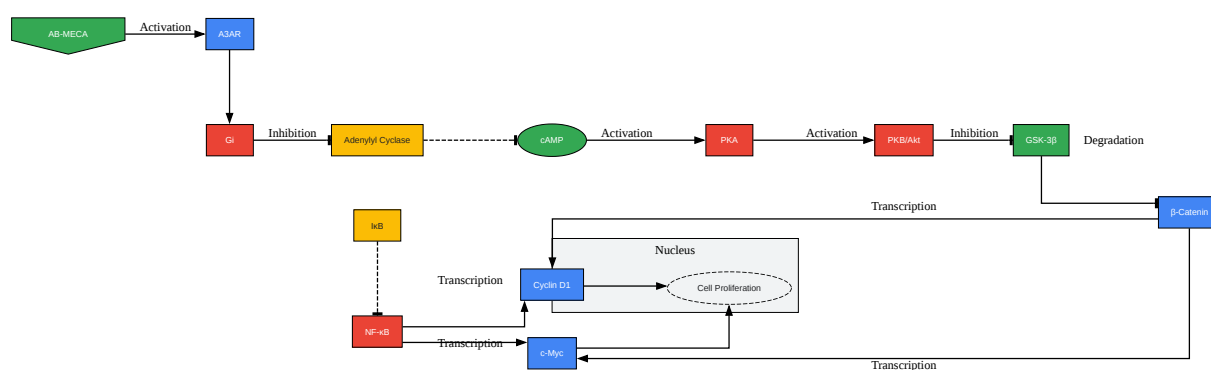 AB-MECA
Activation
A3AR
Gi
Inhibition
Adenylyl Cyclase
cAMP
Activation
PKA
Activation
PKB/Akt
Inhibition
GSK-3β
Degradation
IκB
Transcription
β-Catenin
Nucleus
Transcription
Cyclin D1
Cell Proliferation
NF-κB
Transcription
c-Myc
Transcription